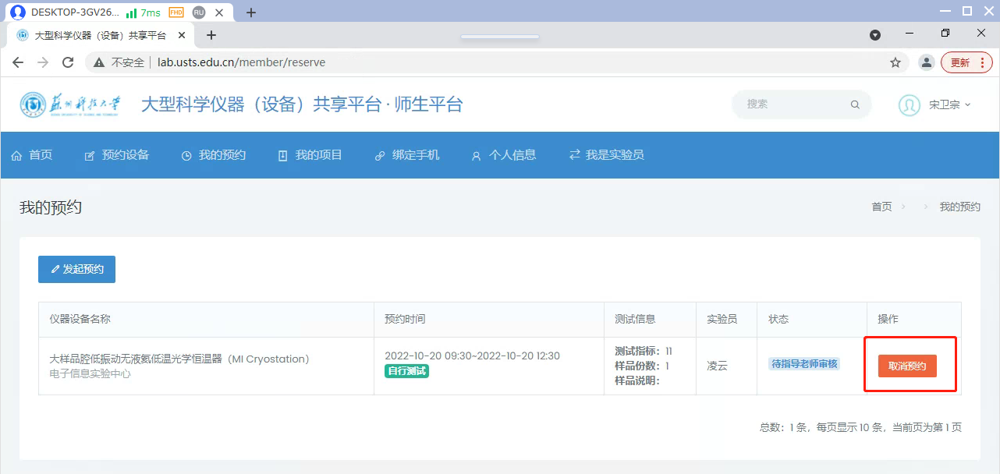 DESKTOP-3GV26... 7ms FHD RU
大型科学仪器（设备）共享平台
不安全 lab.usts.edu.cn/member/reserve 更新
蘇州科技大学 大型科学仪器（设备）共享平台 · 师生平台 搜索 宋卫宗
首页 预约设备 我的预约 我的项目 绑定手机 个人信息 我是实验员
我的预约 首页 我的预约
发起预约
仪器设备名称 预约时间 测试信息 实验员 状态 操作
大样品腔低振动无液氦低温光学恒温器（MI Cryostation）
电子信息实验中心
2022-10-20 09:30~2022-10-20 12:30
自行测试
测试指标：11
样品份数：1
样品说明：
凌云
待指导老师审核
取消预约
总数：1 条，每页显示 10 条，当前页为第 1 页